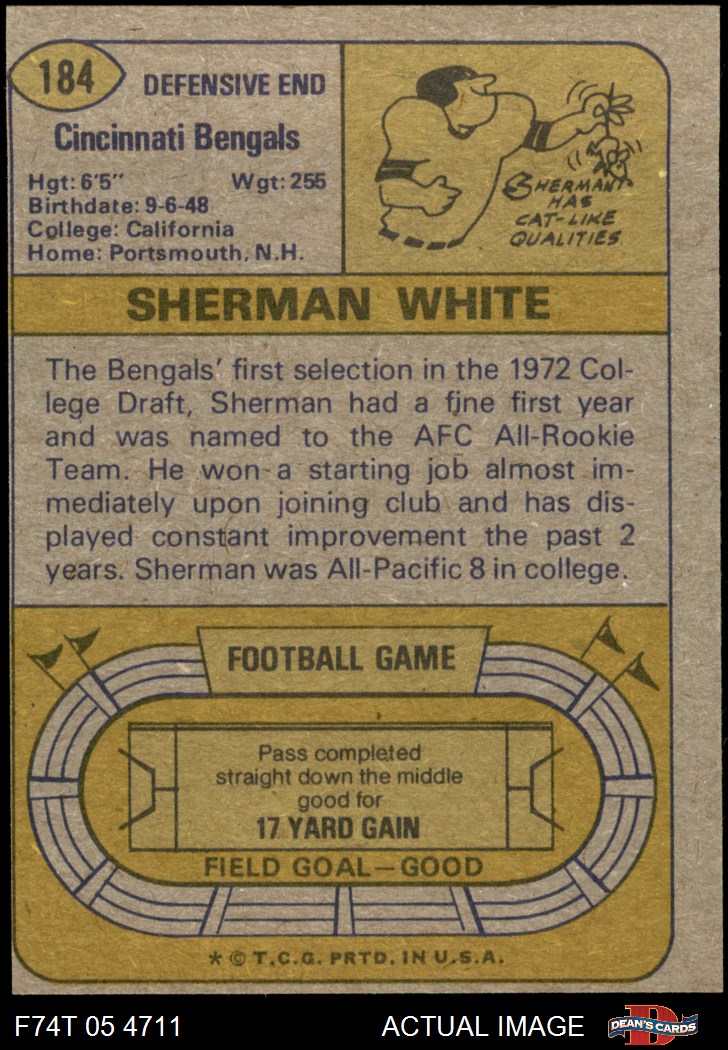 184
DEFENSIVE END
Cincinnati Bengals
Hgt: 6'5" Wgt: 255
Birthdate: 9-6-48
College: California
Home: Portsmouth, N.H.
SHERMAN
HAS
CAT-LIKE
QUALITIES
SHERMAN WHITE
The Bengals' first selection in the 1972 Col-
lege Draft, Sherman had a fine first year
and was named to the AFC All-Rookie
Team. He won a starting job almost im-
mediately upon joining club and has dis-
played constant improvement the past 2
years. Sherman was All-Pacific 8 in college.
FOOTBALL GAME
Pass completed
straight down the middle
good for
17 YARD GAIN
FIELD GOAL—GOOD
* © T.C.G. PRTD. IN U.S.A.
F74T 05 4711 ACTUAL IMAGE DEAN'S CARDS